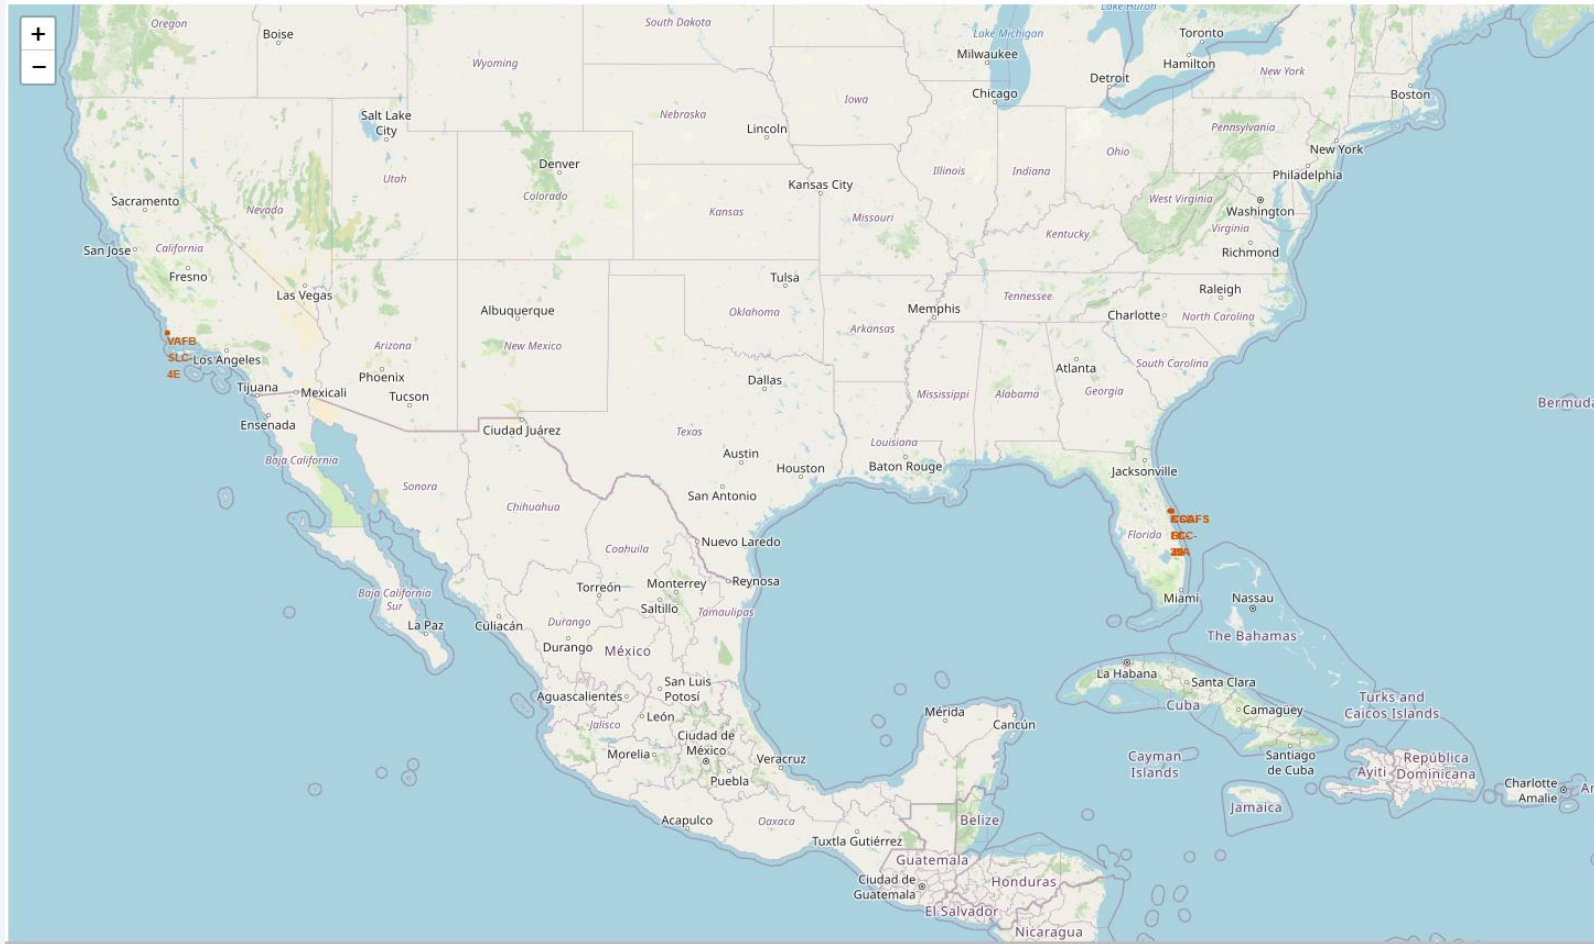 +
−
Oregon
Boise
South Dakota
Lake Huron
Wyoming
Lake Michigan
Milwaukee
Toronto
Hamilton
Detroit
New York
Chicago
Boston
Iowa
Salt Lake
City
Nebraska
Lincoln
Pennsylvania
New York
Ohio
Denver
Illinois
Indiana
Philadelphia
Utah
Colorado
Kansas City
Sacramento
Nevada
Kansas
Missouri
West Virginia
Washington
Virginia
San Jose
California
Kentucky
Richmond
Fresno
Las Vegas
Tulsa
Raleigh
Albuquerque
Oklahoma
Memphis
Tennessee
Charlotte
North Carolina
Arkansas
VAFB
SLC-
4E
Los Angeles
Arizona
New Mexico
Atlanta
South Carolina
Phoenix
Dallas
Tijuana
Mexicali
Tucson
Mississippi
Alabama
Georgia
Bermuda
Ensenada
Ciudad Juárez
Texas
Louisiana
Baja California
Austin
Houston
Baton Rouge
Jacksonville
Sonora
San Antonio
Chihuahua
Florida
Coahuila
Nuevo Laredo
Torreón
Monterrey
Reynosa
Baja California
Sur
Saltillo
Tamaulipas
Miami
Nassau
La Paz
Culiacán
Durango
The Bahamas
Durango
México
La Habana
Santa Clara
Aguascalientes
San Luis
Potosí
Cuba
Turks and
Caicos Islands
Jalisco
León
Mérida
Cancún
Camagüey
Ciudad de
México
Morelia
Veracruz
Cayman
Islands
Santiago
de Cuba
República
Dominicana
Ayiti
Puebla
Charlotte
Amalie
Jamaica
Acapulco
Oaxaca
Belize
Tuxtla Gutiérrez
Guatemala
Ciudad de
Guatemala
Honduras
El Salvador
Nicaragua